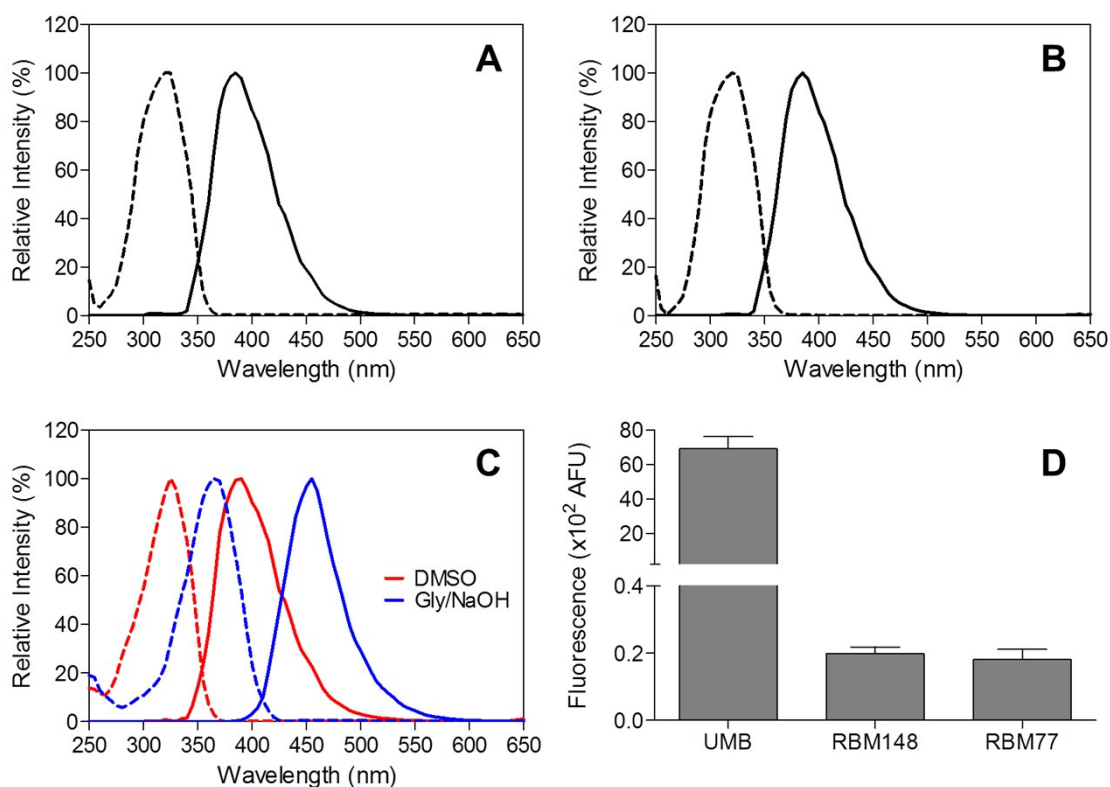 A
Relative Intensity (%)
120
100
80
60
40
20
0
250 300 350 400 450 500 550 600 650
Wavelength (nm)
B
Relative Intensity (%)
120
100
80
60
40
20
0
250 300 350 400 450 500 550 600 650
Wavelength (nm)
C
Relative Intensity (%)
120
100
80
60
40
20
0
DMSO
Gly/NaOH
250 300 350 400 450 500 550 600 650
Wavelength (nm)
D
Fluorescence (x10² AFU)
80
60
40
20
0.4
0.2
0.0
UMB RBM148 RBM77